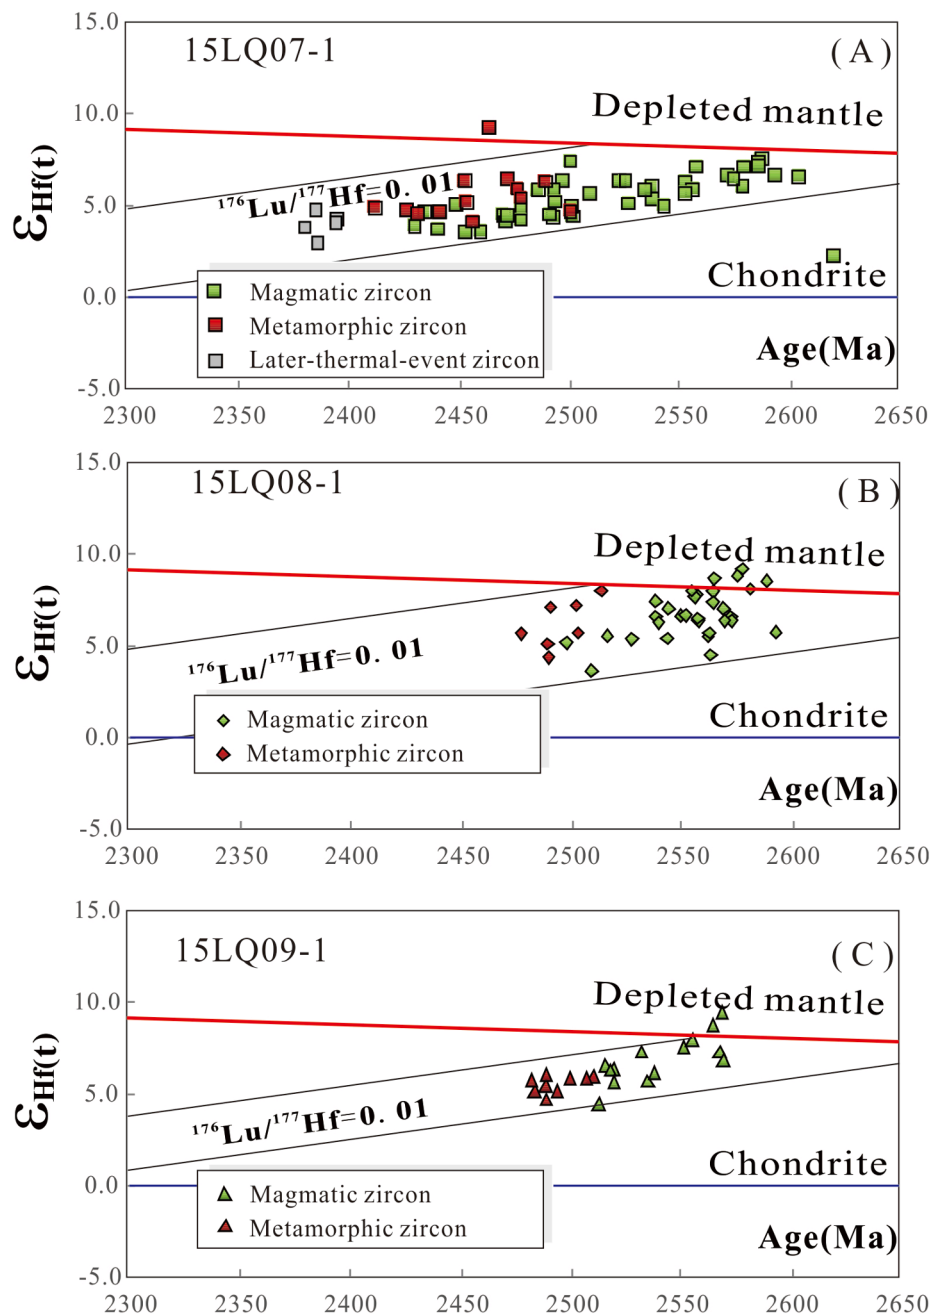 15.0
15LQ07-1
( A )
10.0
Depleted mantle
εHf(t)
¹⁷⁶Lu/¹⁷⁷Hf=0. 01
5.0
Chondrite
0.0
Magmatic zircon
Metamorphic zircon
Later-thermal-event zircon
Age(Ma)
-5.0
2300 2350 2400 2450 2500 2550 2600 2650
15.0
15LQ08-1
( B )
10.0
Depleted mantle
εHf(t)
5.0
¹⁷⁶Lu/¹⁷⁷Hf=0. 01
Chondrite
0.0
Magmatic zircon
Metamorphic zircon
Age(Ma)
-5.0
2300 2350 2400 2450 2500 2550 2600 2650
15.0
15LQ09-1
( C )
10.0
Depleted mantle
εHf(t)
5.0
¹⁷⁶Lu/¹⁷⁷Hf=0. 01
Chondrite
0.0
Magmatic zircon
Metamorphic zircon
Age(Ma)
-5.0
2300 2350 2400 2450 2500 2550 2600 2650